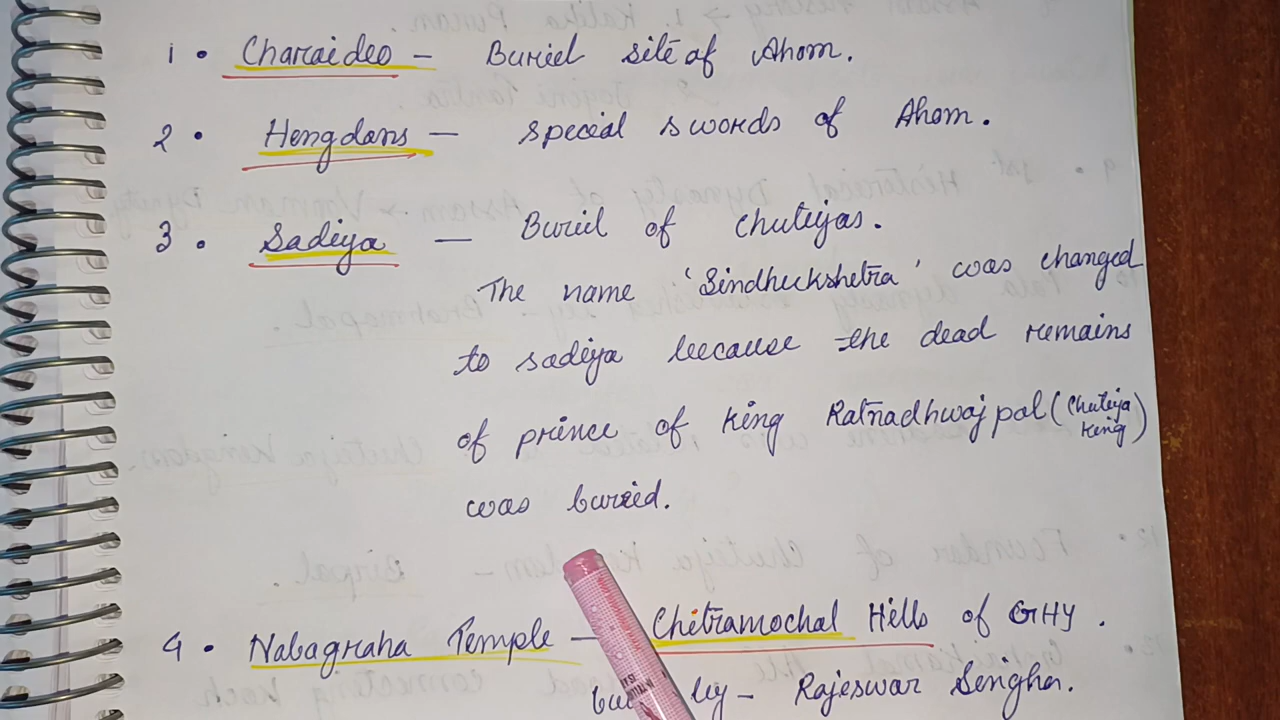 1. Charaideo - Buriel site of Ahom.
2. Hengdans - special swords of Ahom.
3. Sadiya - Buriel of Chutiyas.
The name 'Sindhukshetra' was changed
to sadiya because the dead remains
of prince of king Ratnadhwajpal (Chutiya King)
was buried.
4. Nabagraha Temple - Chitramochal Hills of GHY.
by - Rajeswar Singha.